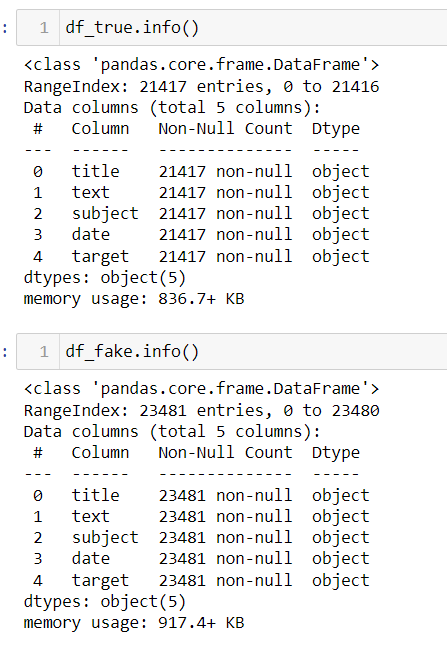 : 1 df_true.info()
<class 'pandas.core.frame.DataFrame'>
RangeIndex: 21417 entries, 0 to 21416
Data columns (total 5 columns):
 #   Column   Non-Null Count  Dtype
---  ------   --------------  -----
 0   title    21417 non-null  object
 1   text     21417 non-null  object
 2   subject  21417 non-null  object
 3   date     21417 non-null  object
 4   target   21417 non-null  object
dtypes: object(5)
memory usage: 836.7+ KB
: 1 df_fake.info()
<class 'pandas.core.frame.DataFrame'>
RangeIndex: 23481 entries, 0 to 23480
Data columns (total 5 columns):
 #   Column   Non-Null Count  Dtype
---  ------   --------------  -----
 0   title    23481 non-null  object
 1   text     23481 non-null  object
 2   subject  23481 non-null  object
 3   date     23481 non-null  object
 4   target   23481 non-null  object
dtypes: object(5)
memory usage: 917.4+ KB